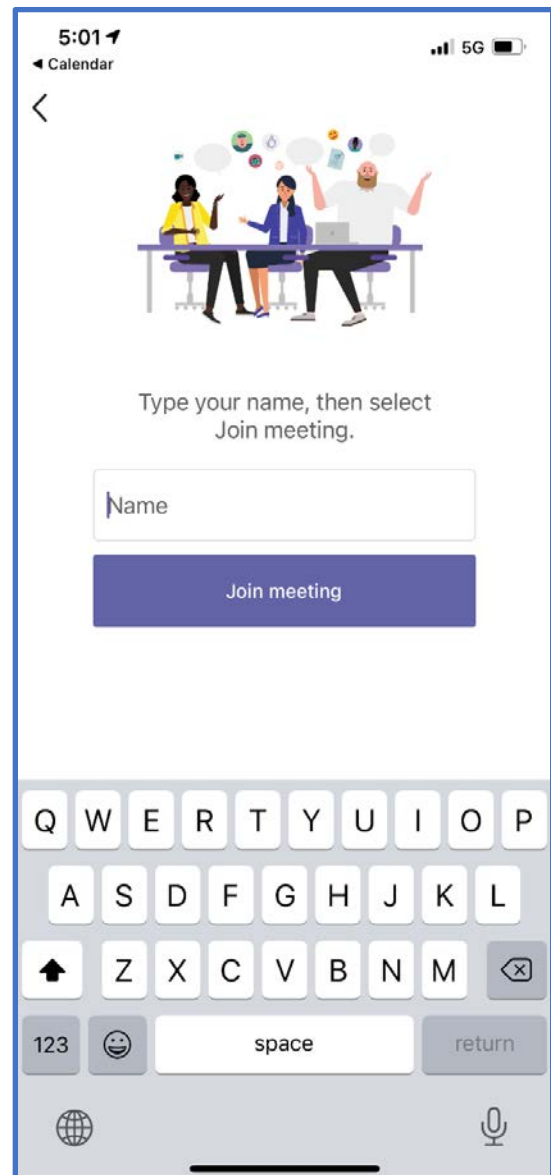 5:01
5G
◀ Calendar
Type your name, then select
Join meeting.
Name
Join meeting
Q W E R T Y U I O P
A S D F G H J K L
Z X C V B N M
123 space return